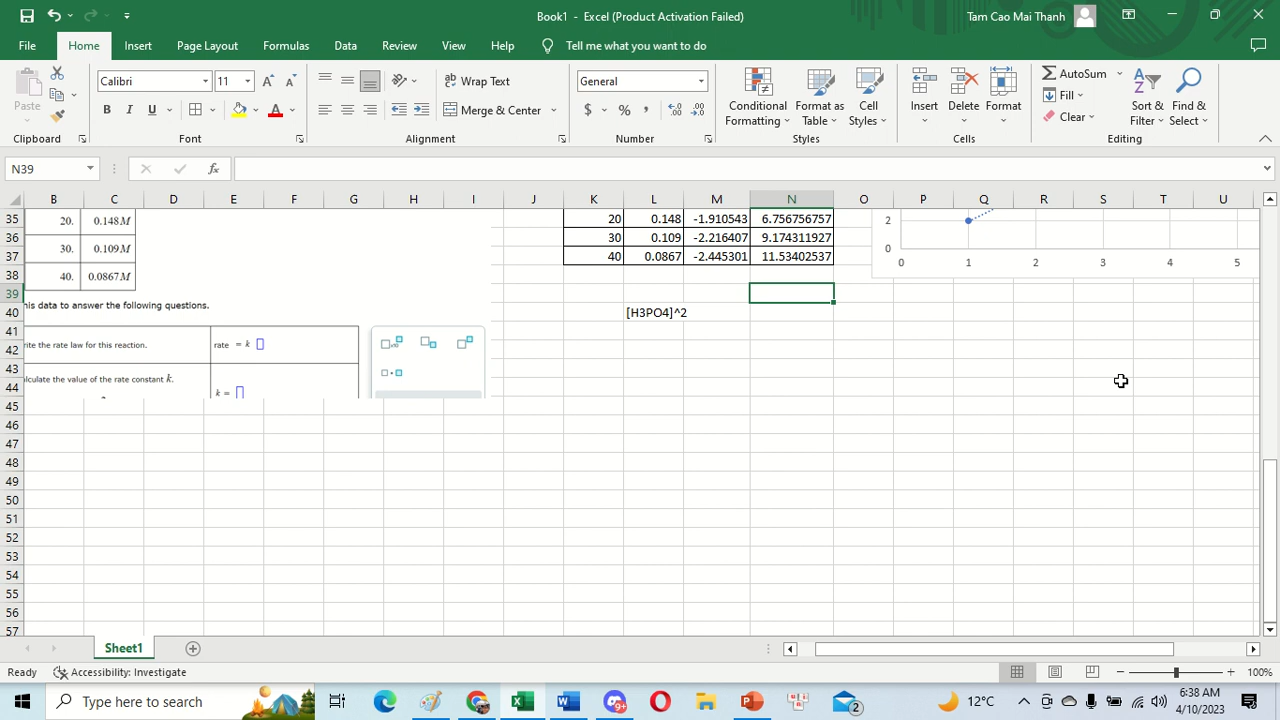 Book1 - Excel (Product Activation Failed)
Tam Cao Mai Thanh
File Home Insert Page Layout Formulas Data Review View Help Tell me what you want to do
Paste
Calibri 11
B I U
Wrap Text
Merge & Center
General
$ % ,
Conditional Formatting
Format as Table
Cell Styles
Insert Delete Format
AutoSum
Fill
Clear
Sort & Filter
Find & Select
Clipboard Font Alignment Number Styles Cells Editing
N39 fx
B C D E F G H I J K L M N O P Q R S T U
35 20. 0.148 M 20 0.148 -1.910543 6.756756757 2
36 30. 0.109 M 30 0.109 -2.216407 9.174311927 0
37 40. 0.0867 M 40 0.0867 -2.445301 11.53402537 0 1 2 3 4 5
38
39 his data to answer the following questions.
40 [H3PO4]^2
41 rite the rate law for this reaction. rate = k
42
43 alculate the value of the rate constant k.
44 k =
45
46
47
48
49
50
51
52
53
54
55
56
57
Sheet1
Ready Accessibility: Investigate 100%
Type here to search
9+
2
12°C
6:38 AM
4/10/2023